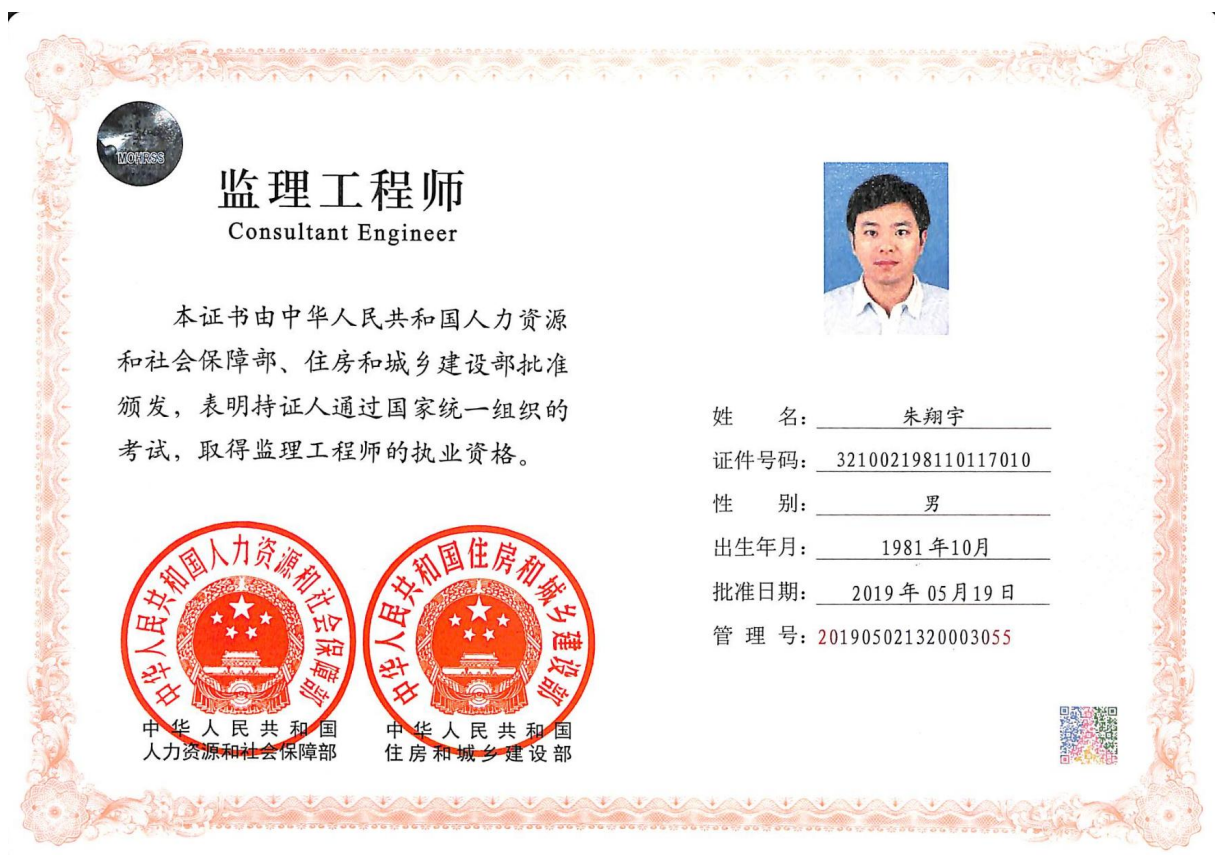 MOHRSS
监理工程师
Consultant Engineer
本证书由中华人民共和国人力资源
和社会保障部、住房和城乡建设部批准
颁发，表明持证人通过国家统一组织的
考试，取得监理工程师的执业资格。
中华人民共和国人力资源和社会保障部
中华人民共和国住房和城乡建设部
中华人民共和国
人力资源和社会保障部
中华人民共和国
住房和城乡建设部
姓 名： 朱翔宇
证件号码： 321002198110117010
性 别： 男
出生年月： 1981年10月
批准日期： 2019年05月19日
管 理 号：201905021320003055